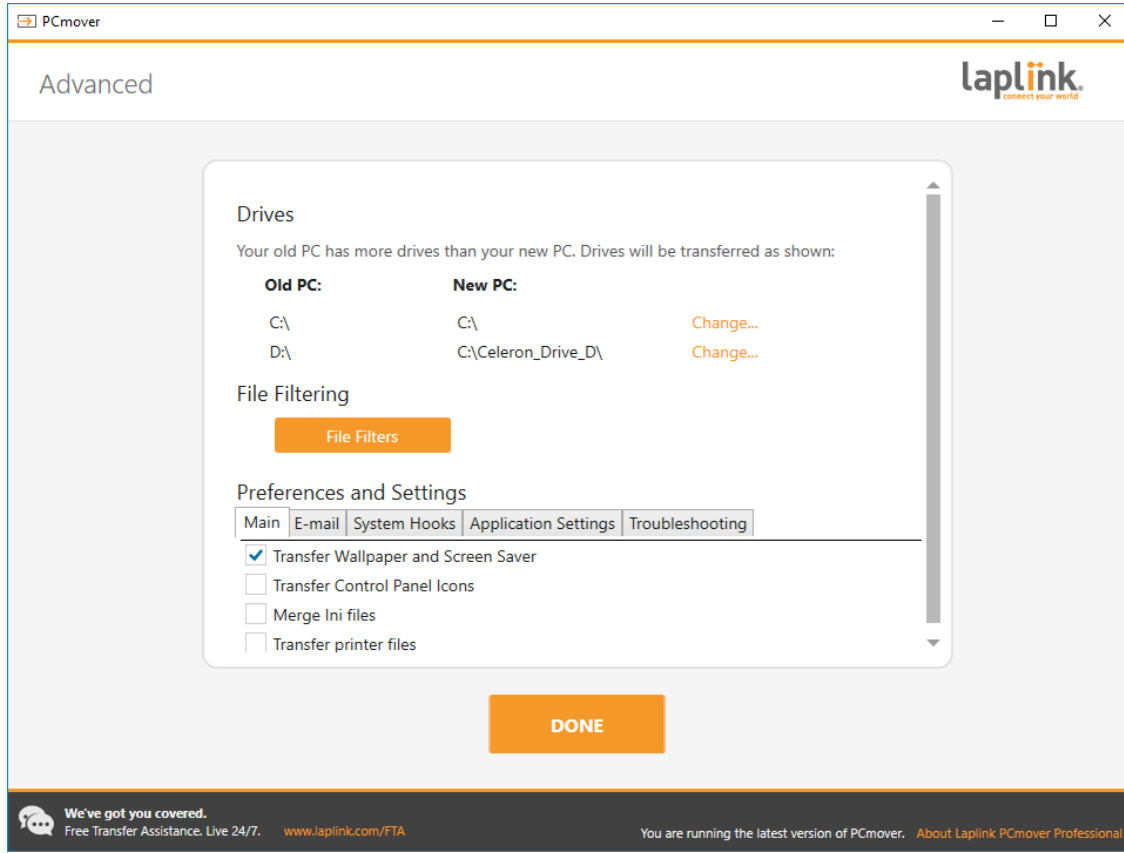 PCmover
Advanced
laplink.
connect your world
Drives
Your old PC has more drives than your new PC. Drives will be transferred as shown:
Old PC: New PC:
C:\ C:\ Change...
D:\ C:\Celeron_Drive_D\ Change...
File Filtering
File Filters
Preferences and Settings
Main E-mail System Hooks Application Settings Troubleshooting
Transfer Wallpaper and Screen Saver
Transfer Control Panel Icons
Merge Ini files
Transfer printer files
DONE
We've got you covered.
Free Transfer Assistance. Live 24/7. www.laplink.com/FTA
You are running the latest version of PCmover. About Laplink PCmover Professional